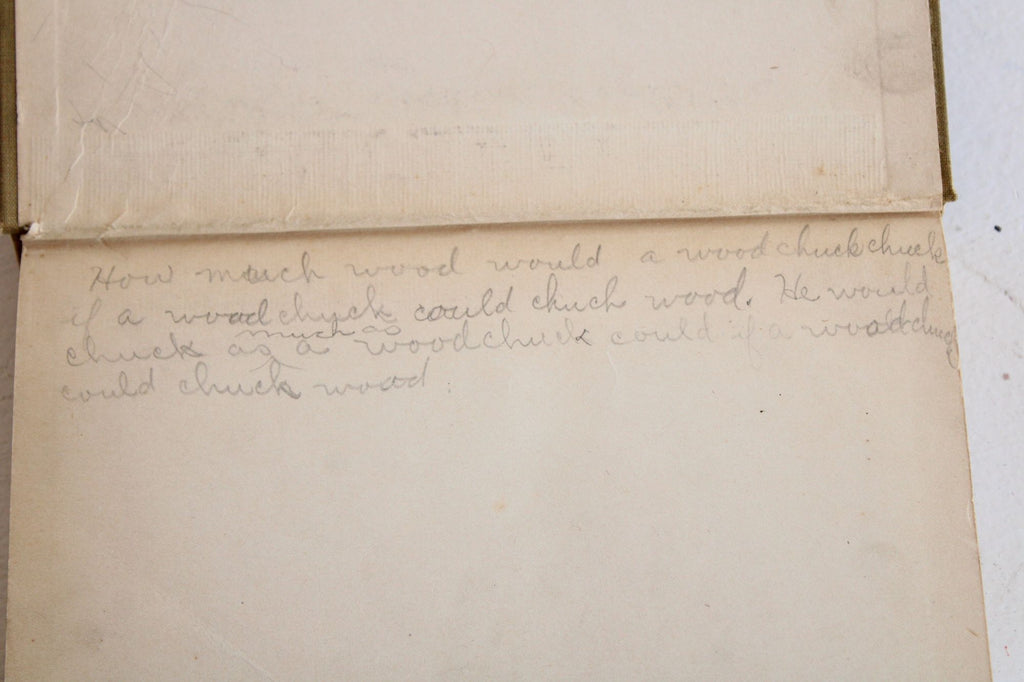 How much wood would a woodchuck chuck
if a woodchuck could chuck wood. He would
chuck as much as a woodchuck could if a woodchuck
could chuck wood.